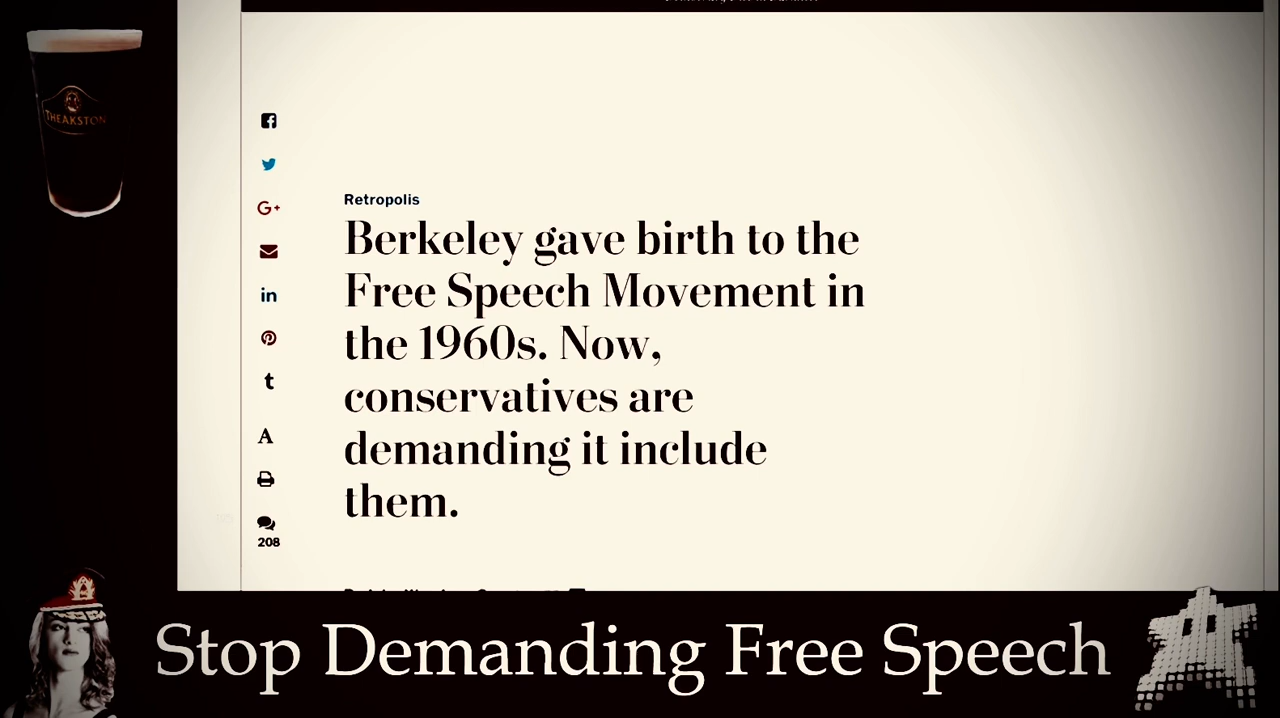 THEAKSTON
Retropolis
Berkeley gave birth to the
Free Speech Movement in
the 1960s. Now,
conservatives are
demanding it include
them.
G+
in
t
A
208
Stop Demanding Free Speech